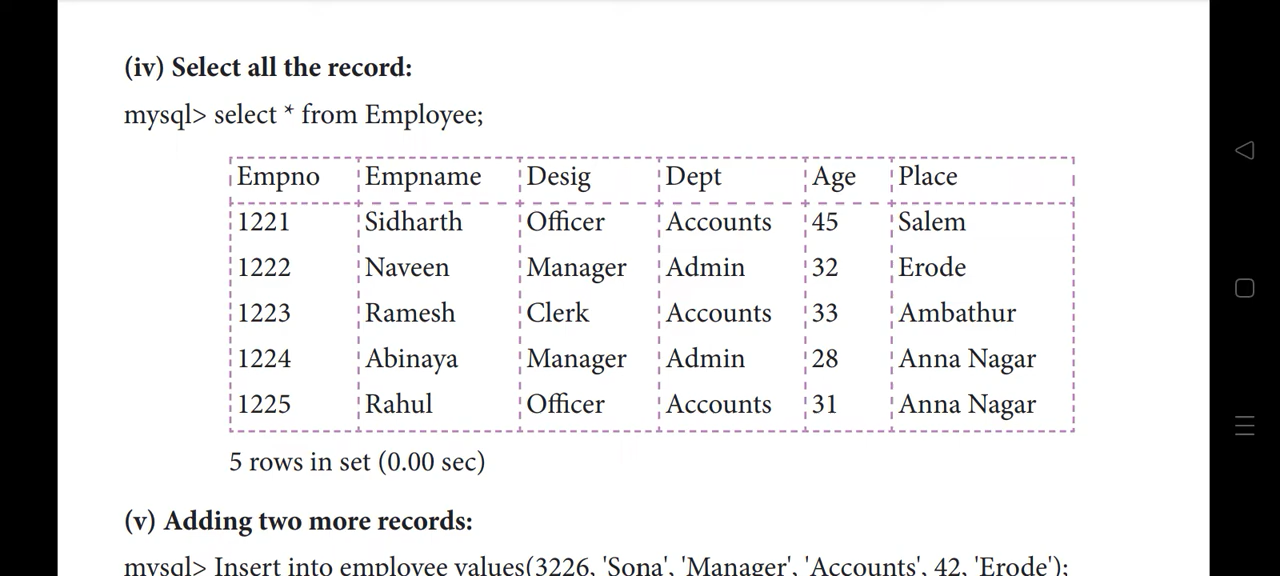 (iv) Select all the record:
mysql> select * from Employee;
Empno Empname Desig Dept Age Place
1221 Sidharth Officer Accounts 45 Salem
1222 Naveen Manager Admin 32 Erode
1223 Ramesh Clerk Accounts 33 Ambathur
1224 Abinaya Manager Admin 28 Anna Nagar
1225 Rahul Officer Accounts 31 Anna Nagar
5 rows in set (0.00 sec)
(v) Adding two more records:
mysql> Insert into employee values(3226, 'Sona', 'Manager', 'Accounts', 42, 'Erode');